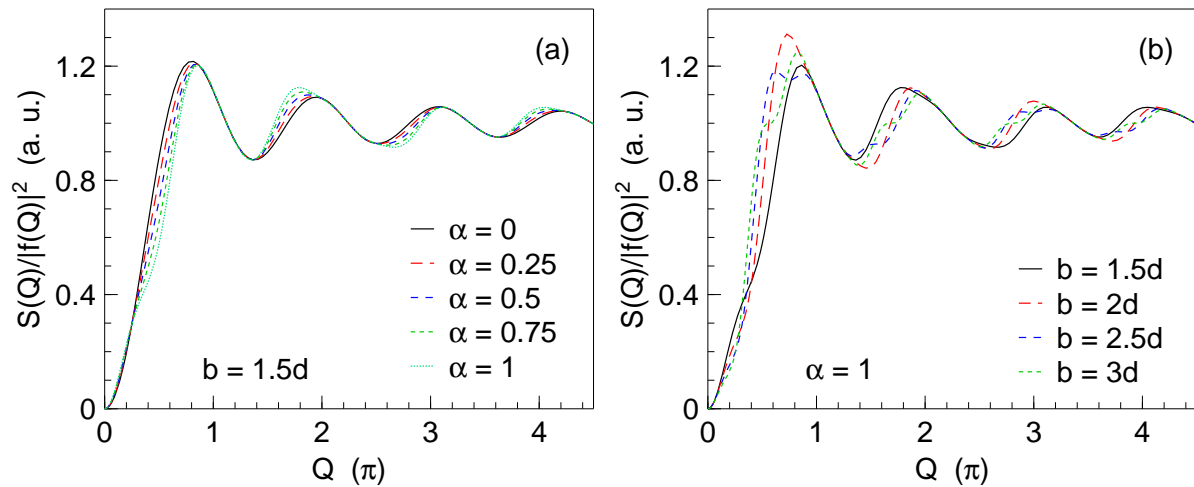 (a)
S(Q)/|f(Q)|² (a. u.)
1.2
0.8
0.4
0
α = 0
α = 0.25
α = 0.5
α = 0.75
α = 1
b = 1.5d
0 1 2 3 4
Q (π)
(b)
S(Q)/|f(Q)|² (a. u.)
1.2
0.8
0.4
0
b = 1.5d
b = 2d
b = 2.5d
b = 3d
α = 1
0 1 2 3 4
Q (π)